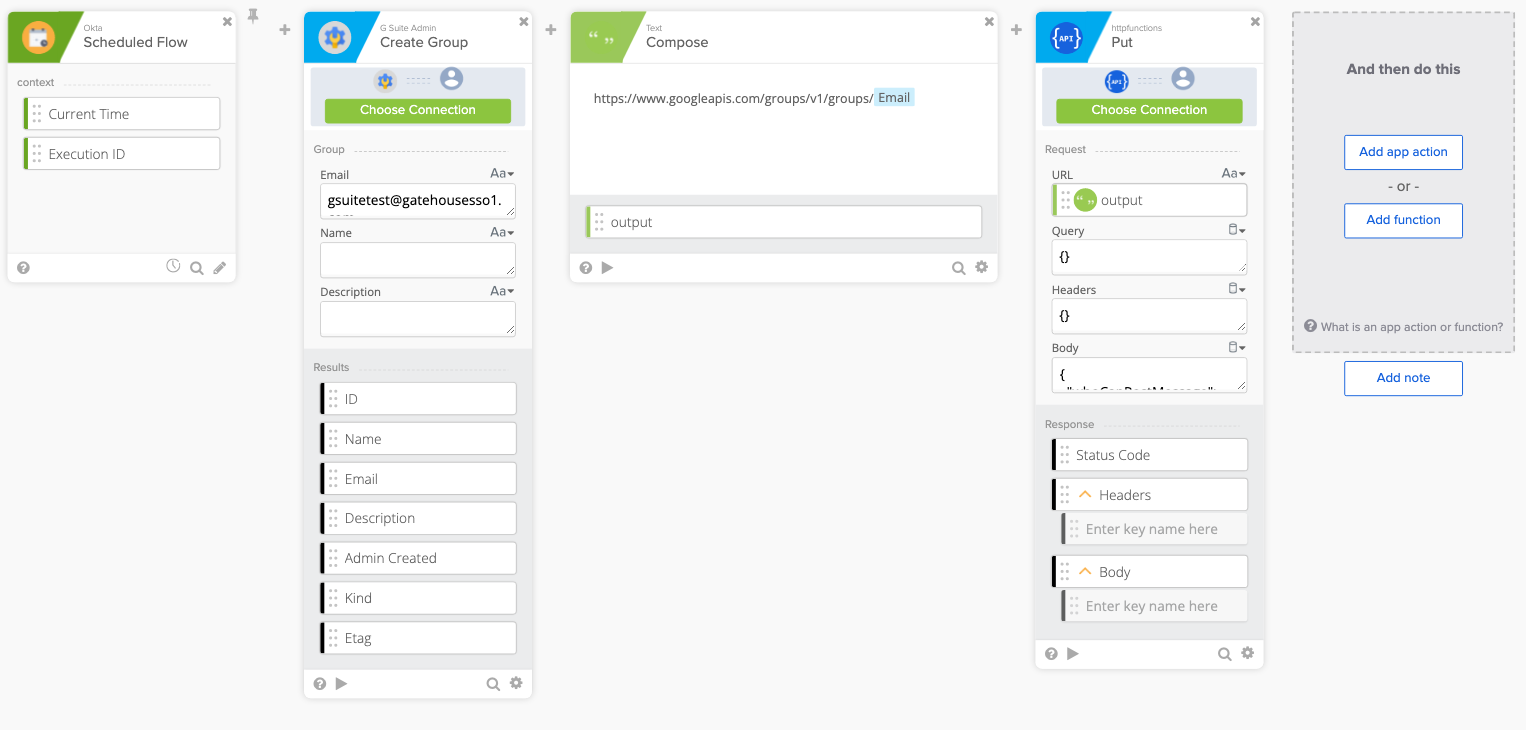 Okta
Scheduled Flow
context
Current Time
Execution ID
G Suite Admin
Create Group
Choose Connection
Group
Email
Aa
gsuitetest@gatehousesso1.
Name
Aa
Description
Aa
Results
ID
Name
Email
Description
Admin Created
Kind
Etag
Text
Compose
https://www.googleapis.com/groups/v1/groups/ Email
output
{API}
httpfunctions
Put
{API}
Choose Connection
Request
URL
Aa
output
Query
{}
Headers
{}
Body
{
Response
Status Code
Headers
Enter key name here
Body
Enter key name here
And then do this
Add app action
- or -
Add function
What is an app action or function?
Add note